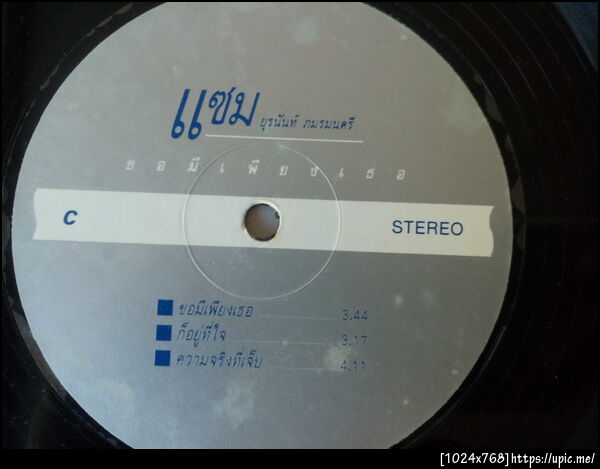 แซม ยุรนันท์ ภมรมนตรี
ขอมีเพียงเธอ
C STEREO
ขอมีเพียงเธอ 3.44
ก็อยู่ที่ใจ 3.17
ความจริงที่เจ็บ 4.11
[1024x768]https://upic.me/